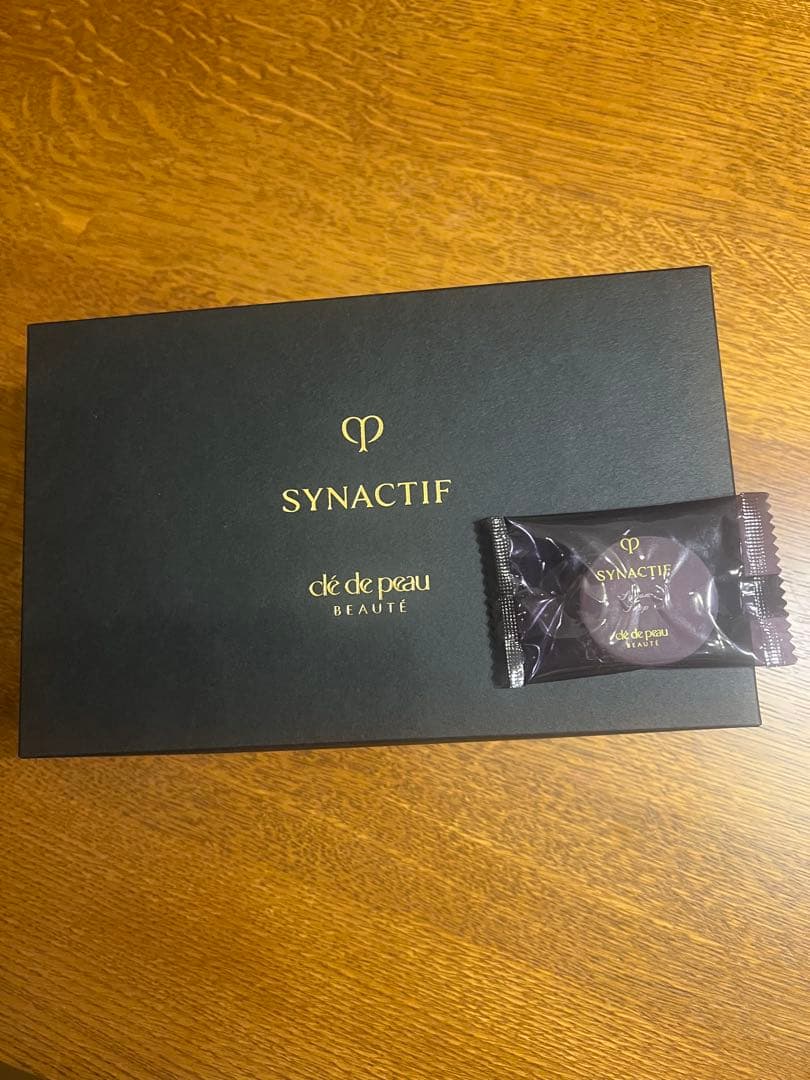 SYNACTIF
clé de peau
BEAUTÉ
SYNACTIF
clé de peau
BEAUTÉ